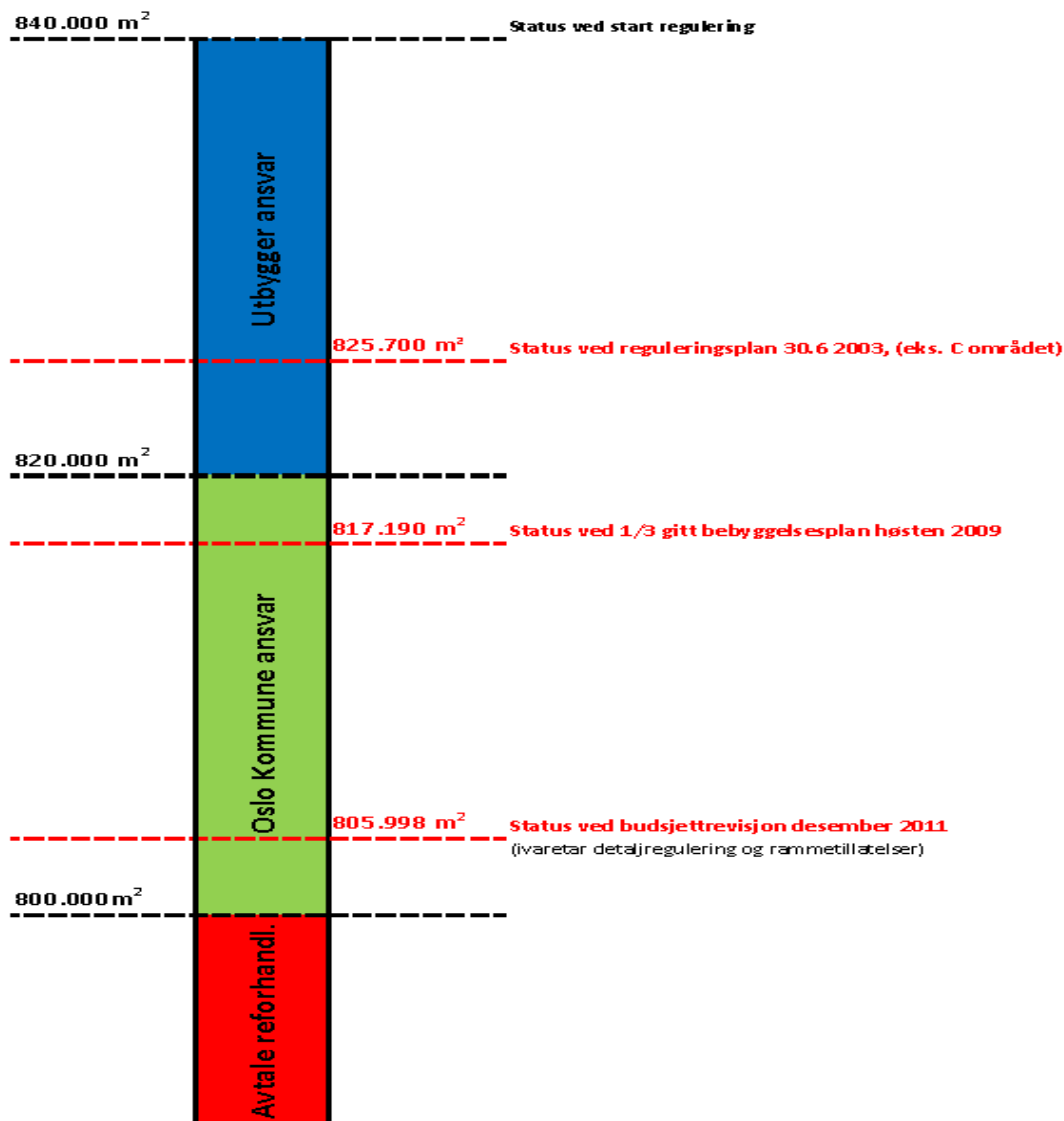 840.000 m²
Status ved start regulering
Utbygger ansvar
825.700 m²
Status ved reguleringsplan 30.6 2003, (eks. C området)
820.000 m²
817.190 m²
Status ved 1/3 gitt bebyggelsesplan høsten 2009
Oslo Kommune ansvar
805.998 m²
Status ved budsjettrevisjon desember 2011
(ivaretar detaljregulering og rammetillatelser)
800.000 m²
Avtale reforhandl.